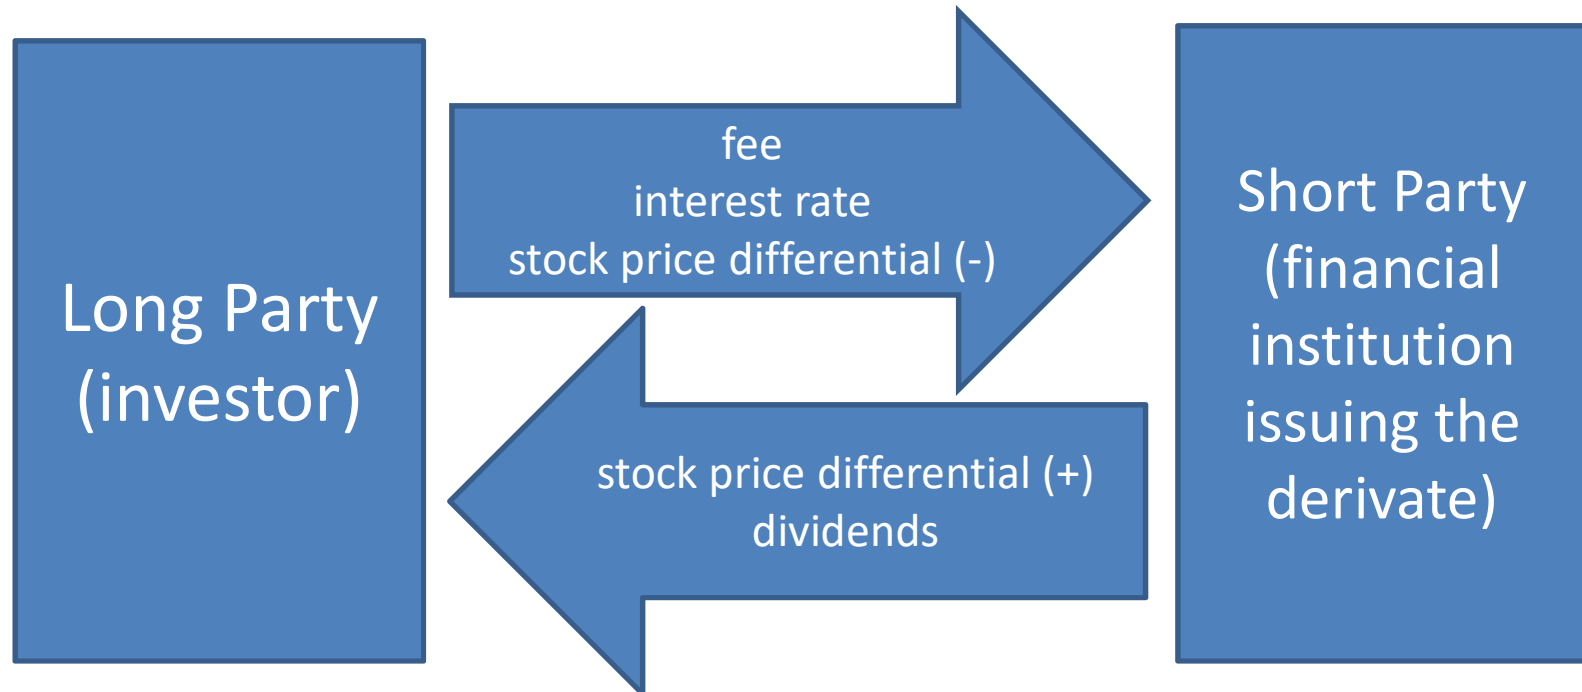 Long Party
(investor)
fee
interest rate
stock price differential (-)
stock price differential (+)
dividends
Short Party
(financial
institution
issuing the
derivate)